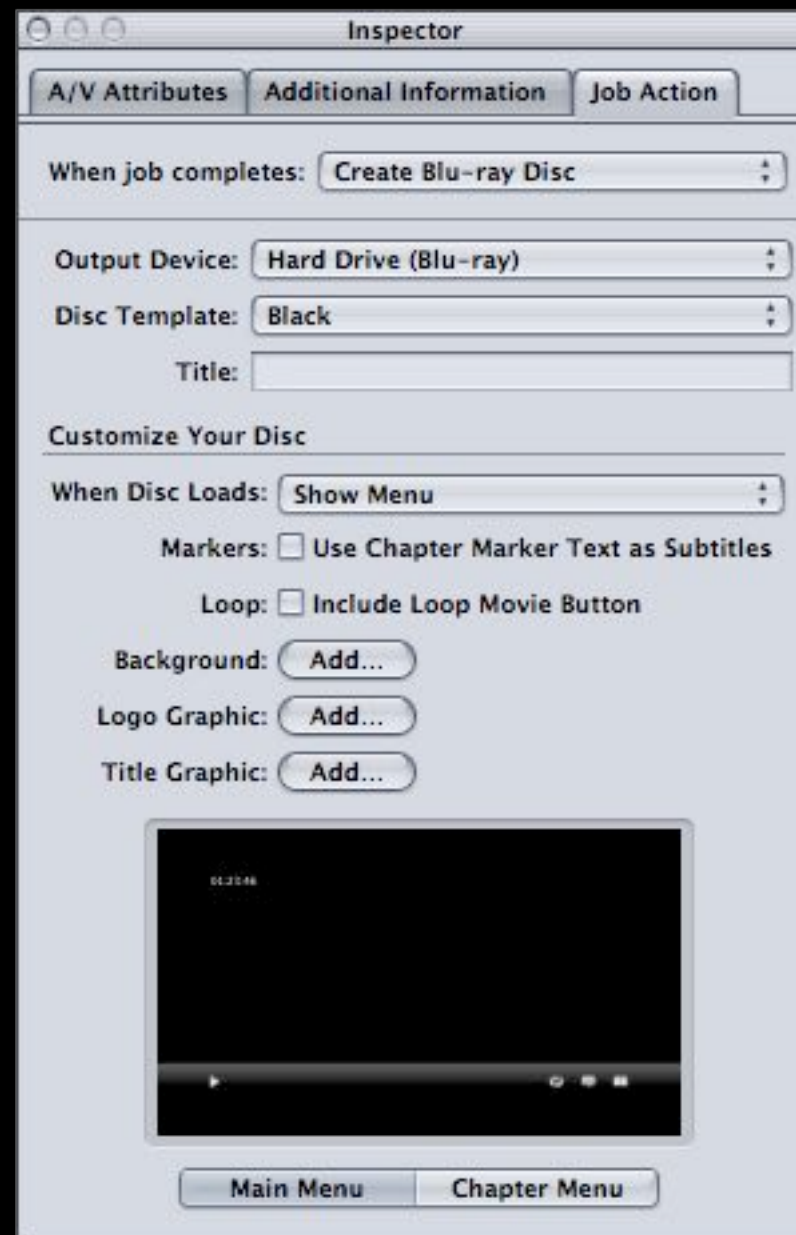 Inspector
A/V Attributes Additional Information Job Action
When job completes: Create Blu-ray Disc
Output Device: Hard Drive (Blu-ray)
Disc Template: Black
Title:
Customize Your Disc
When Disc Loads: Show Menu
Markers: Use Chapter Marker Text as Subtitles
Loop: Include Loop Movie Button
Background: Add...
Logo Graphic: Add...
Title Graphic: Add...
Main Menu Chapter Menu